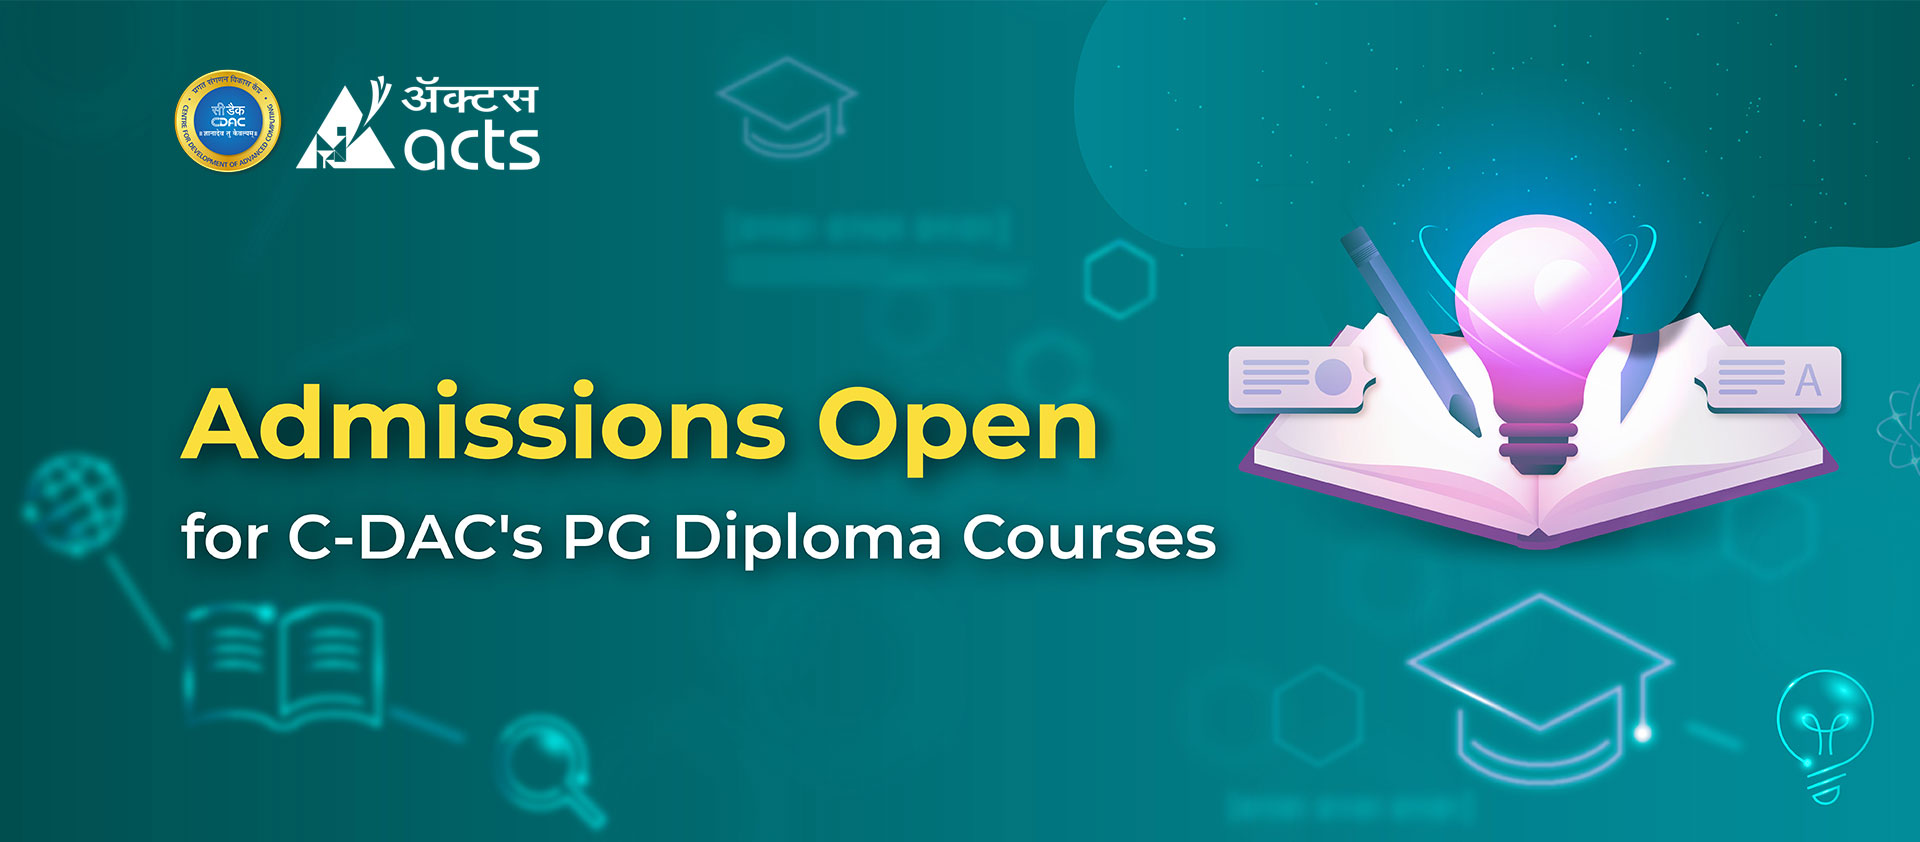 प्रगत संगणन विकास केंद्र
सी डैक
CDAC
॥ज्ञानादेव तु कैवल्यम्॥
CENTRE FOR DEVELOPMENT OF ADVANCED COMPUTING
ॲक्टस
acts
Admissions Open
for C-DAC's PG Diploma Courses
A